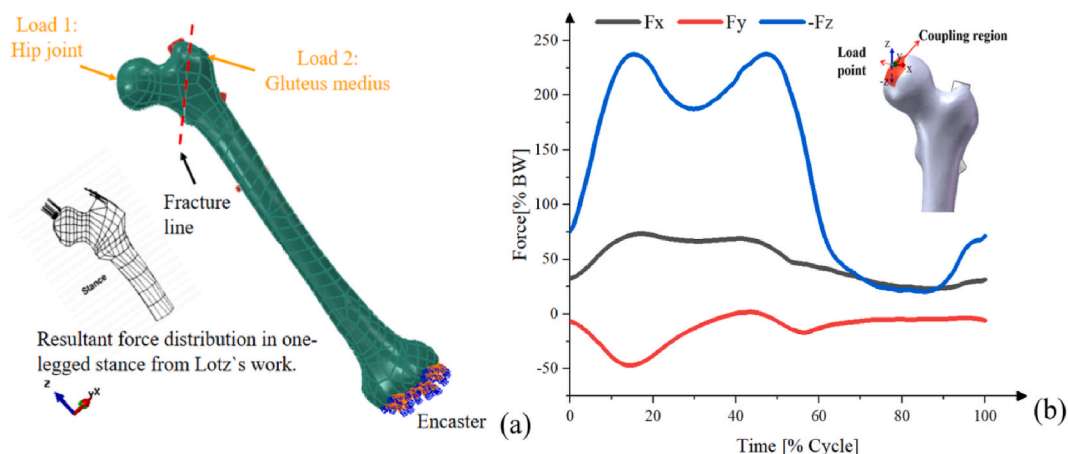 Load 1:
Hip joint
Load 2:
Gluteus medius
Fracture
line
Stance
Resultant force distribution in one-
legged stance from Lotz`s work.
z
y
x
Encaster
(a)
Fx
Fy
-Fz
Force[% BW]
250
200
150
100
50
0
-50
0
20
40
60
80
100
Time [% Cycle]
Coupling region
Load
point
z
Y
x
-z
(b)